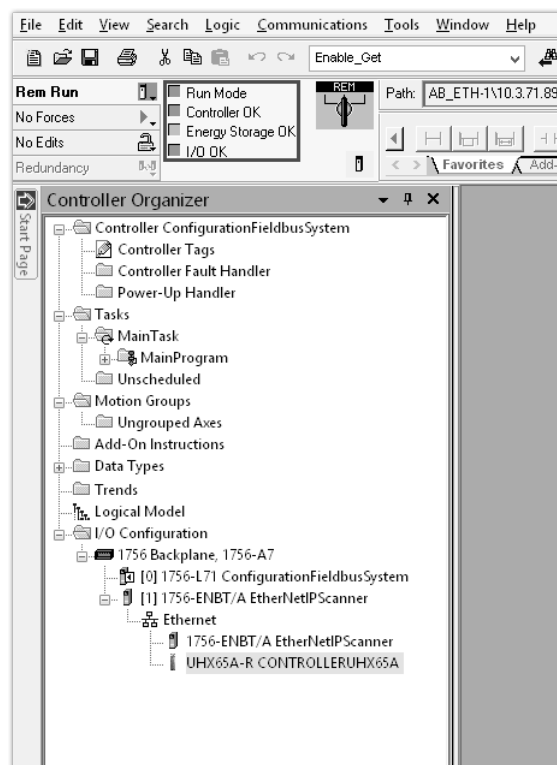 File Edit View Search Logic Communications Tools Window Help
Enable_Get
Rem Run
No Forces
No Edits
Redundancy
Run Mode
Controller OK
Energy Storage OK
I/O OK
REM
Path: AB_ETH-1\10.3.71.89
Favorites Add-
Start Page
Controller Organizer
Controller ConfigurationFieldbusSystem
Controller Tags
Controller Fault Handler
Power-Up Handler
Tasks
MainTask
MainProgram
Unscheduled
Motion Groups
Ungrouped Axes
Add-On Instructions
Data Types
Trends
Logical Model
I/O Configuration
1756 Backplane, 1756-A7
[0] 1756-L71 ConfigurationFieldbusSystem
[1] 1756-ENBT/A EtherNetIPScanner
Ethernet
1756-ENBT/A EtherNetIPScanner
UHX65A-R CONTROLLERUHX65A